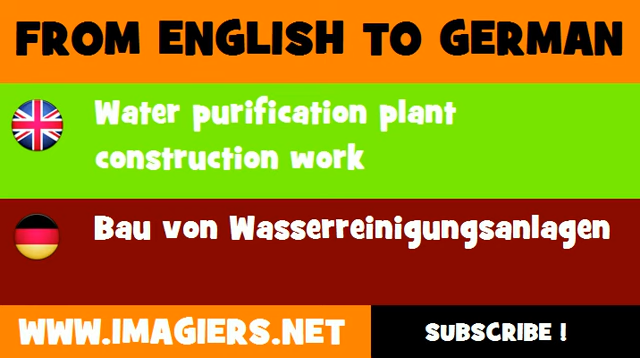 FROM ENGLISH TO GERMAN
Water purification plant
construction work
Bau von Wasserreinigungsanlagen
WWW.IMAGIERS.NET
SUBSCRIBE !